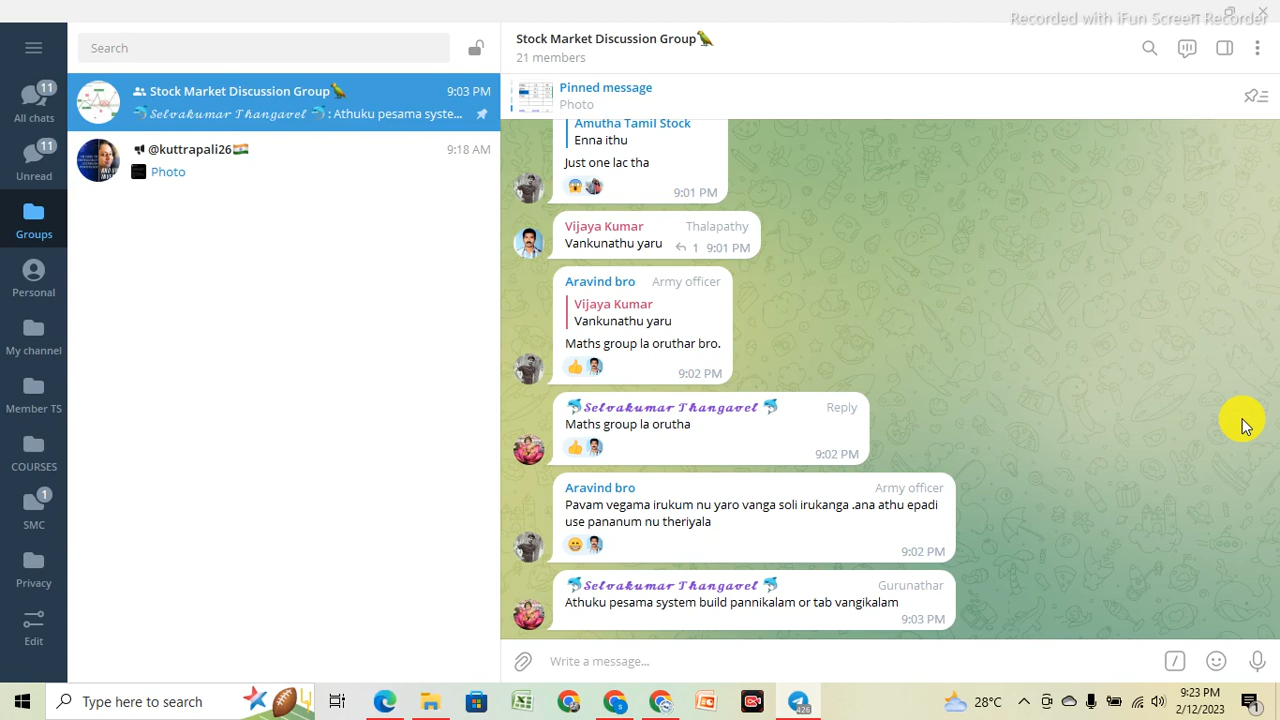 Recorded with iFun Screen Recorder
Search
Stock Market Discussion Group
21 members
Pinned message
Photo
11
All chats
11
Unread
Groups
Personal
My channel
Member TS
COURSES
1
SMC
Privacy
Edit
Stock Market Discussion Group 9:03 PM
𝓢𝓮𝓵𝓿𝓪𝓴𝓾𝓶𝓪𝓻 𝓣𝓱𝓪𝓷𝓰𝓪𝓿𝓮𝓵 : Athuku pesama syste...
@kuttrapali26 9:18 AM
Photo
Amutha Tamil Stock
Enna ithu
Just one lac tha
9:01 PM
Vijaya Kumar Thalapathy
Vankunathu yaru 1 9:01 PM
Aravind bro Army officer
Vijaya Kumar
Vankunathu yaru
Maths group la oruthar bro.
9:02 PM
𝓢𝓮𝓵𝓿𝓪𝓴𝓾𝓶𝓪𝓻 𝓣𝓱𝓪𝓷𝓰𝓪𝓿𝓮𝓵 Reply
Maths group la orutha
9:02 PM
Aravind bro Army officer
Pavam vegama irukum nu yaro vanga soli irukanga .ana athu epadi
use pananum nu theriyala
9:02 PM
𝓢𝓮𝓵𝓿𝓪𝓴𝓾𝓶𝓪𝓻 𝓣𝓱𝓪𝓷𝓰𝓪𝓿𝓮𝓵 Gurunathar
Athuku pesama system build pannikalam or tab vangikalam
9:03 PM
Write a message...
Type here to search
426
28°C
9:23 PM
2/12/2023
1